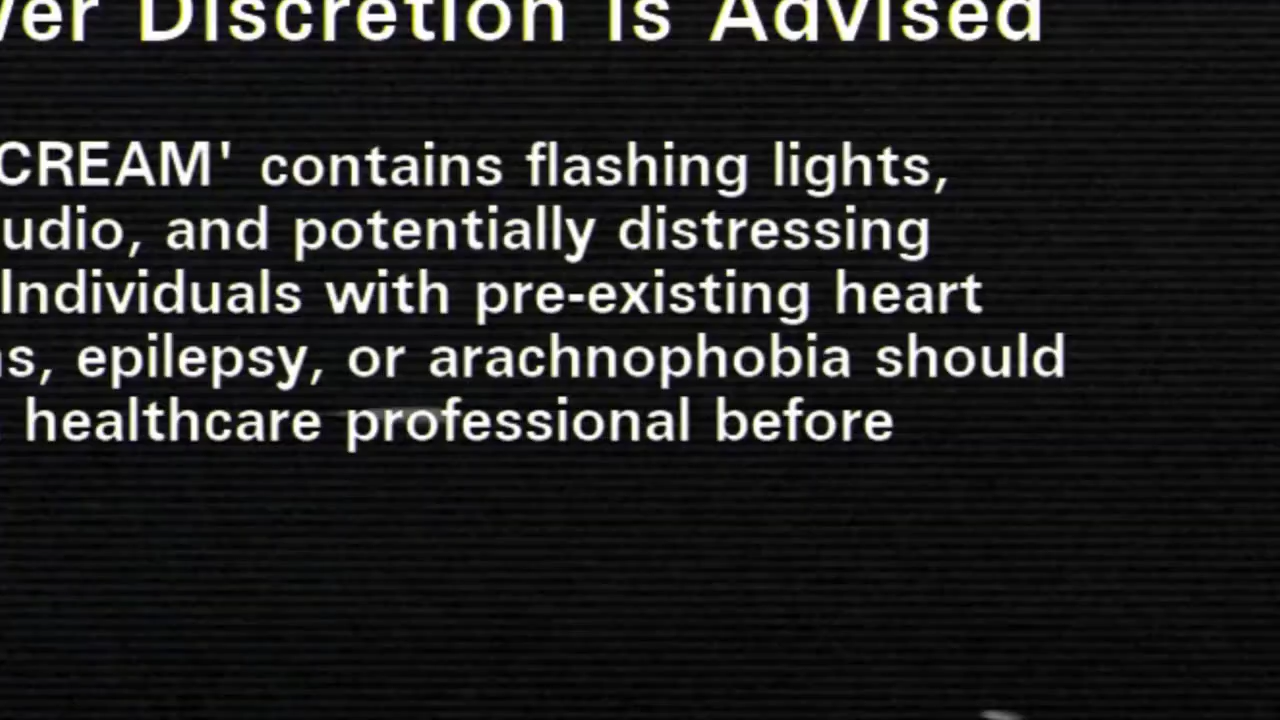 ver Discretion Is Advised
CREAM' contains flashing lights,
udio, and potentially distressing
Individuals with pre-existing heart
s, epilepsy, or arachnophobia should
healthcare professional before